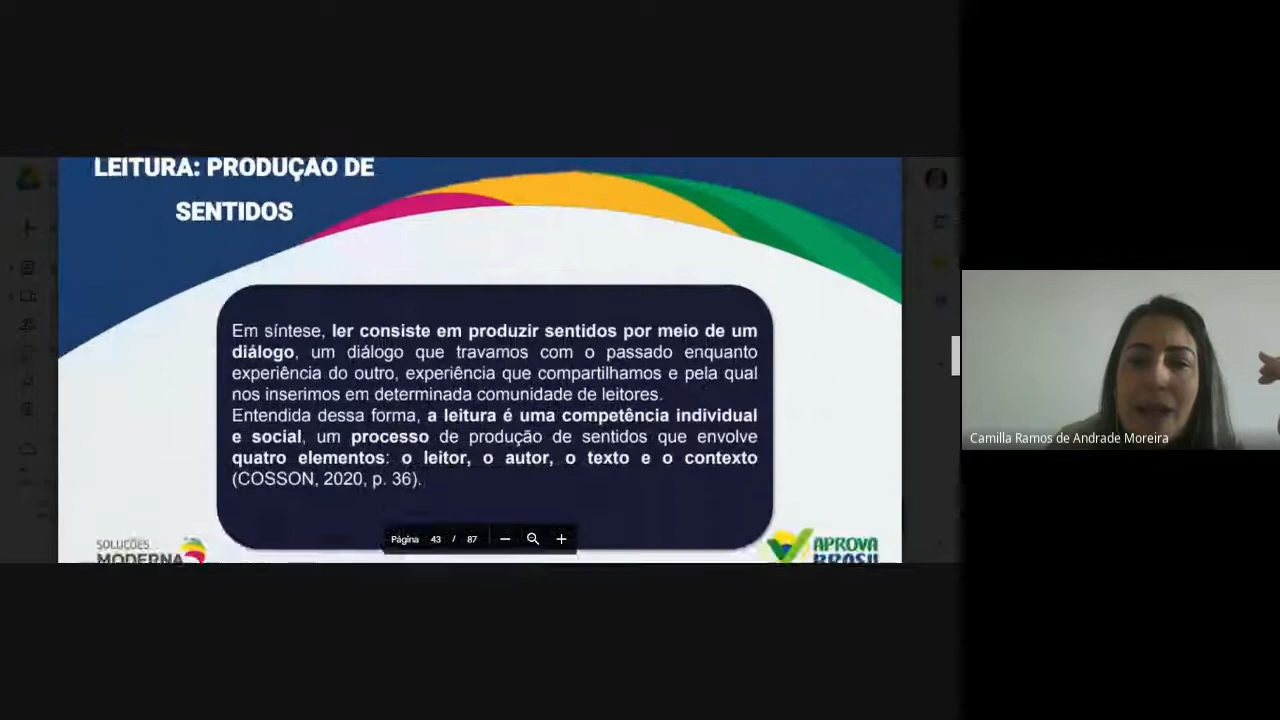 LEITURA: PRODUÇÃO DE
SENTIDOS
Em síntese, ler consiste em produzir sentidos por meio de um
diálogo, um diálogo que travamos com o passado enquanto
experiência do outro, experiência que compartilhamos e pela qual
nos inserimos em determinada comunidade de leitores.
Entendida dessa forma, a leitura é uma competência individual
e social, um processo de produção de sentidos que envolve
quatro elementos: o leitor, o autor, o texto e o contexto
(COSSON, 2020, p. 36).
Camilla Ramos de Andrade Moreira
Página 43 / 87
SOLUÇÕES
MODERNA
APROVA
BRASIL